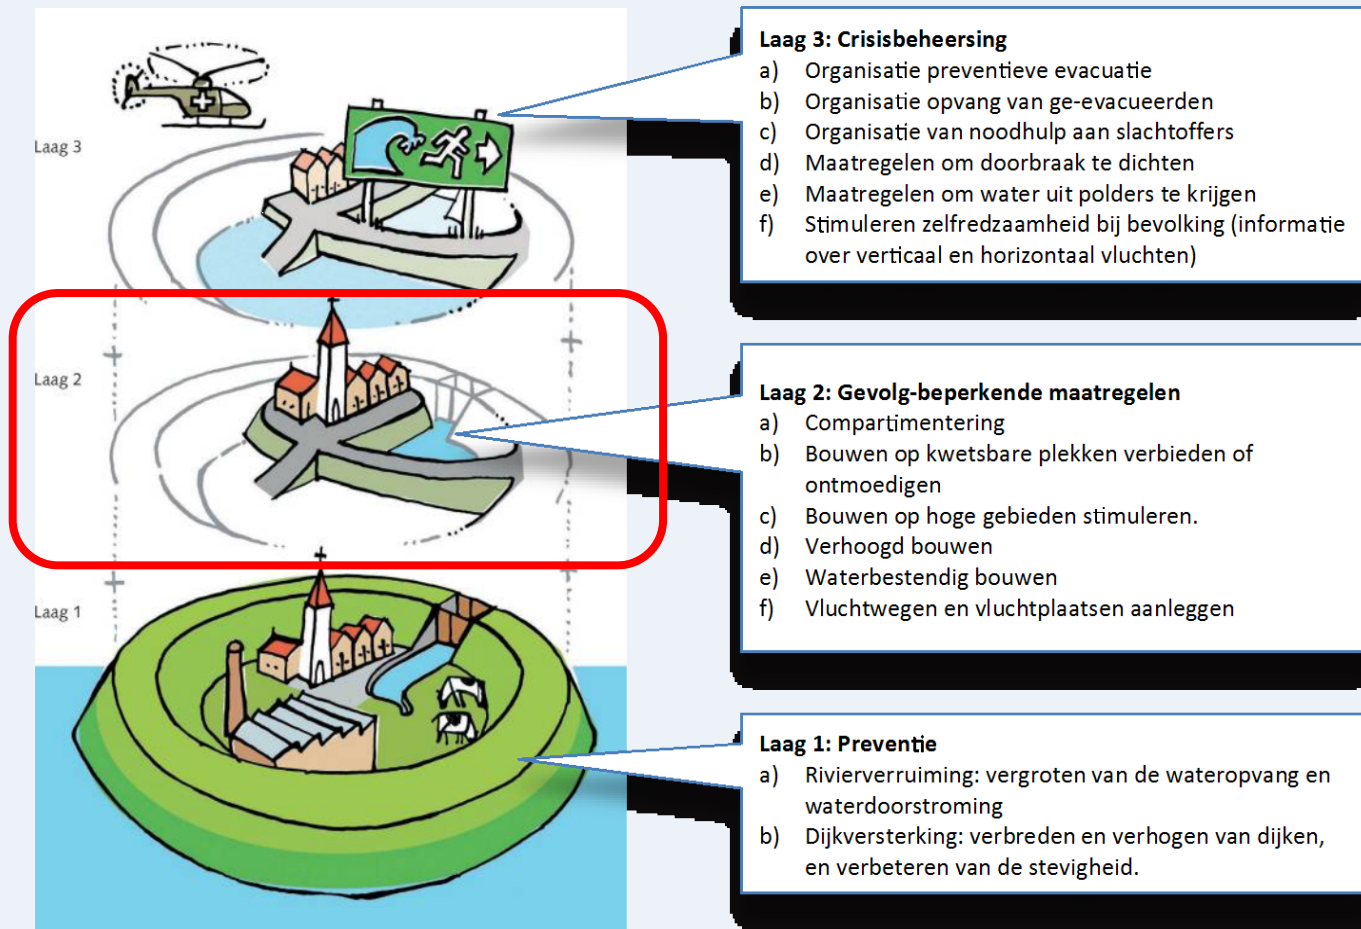 Laag 3
Laag 3: Crisisbeheersing
a) Organisatie preventieve evacuatie
b) Organisatie opvang van ge-evacueerden
c) Organisatie van noodhulp aan slachtoffers
d) Maatregelen om doorbraak te dichten
e) Maatregelen om water uit polders te krijgen
f) Stimuleren zelfredzaamheid bij bevolking (informatie
over verticaal en horizontaal vluchten)
Laag 2
Laag 2: Gevolg-beperkende maatregelen
a) Compartimentering
b) Bouwen op kwetsbare plekken verbieden of
ontmoedigen
c) Bouwen op hoge gebieden stimuleren.
d) Verhoogd bouwen
e) Waterbestendig bouwen
f) Vluchtwegen en vluchtplaatsen aanleggen
Laag 1
Laag 1: Preventie
a) Rivierverruiming: vergroten van de wateropvang en
waterdoorstroming
b) Dijkversterking: verbreden en verhogen van dijken,
en verbeteren van de stevigheid.